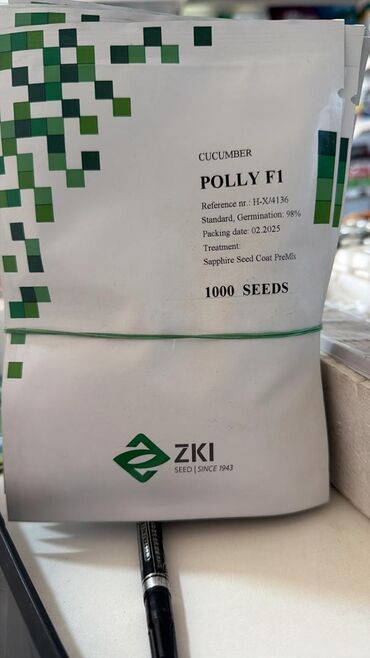 CUCUMBER
POLLY F1
Reference nr.: H-X/4136
Standard, Germination: 98%
Packing date: 02.2025
Treatment:
Sapphire Seed Coat PreMix
1000 SEEDS
ZKI
SEED | SINCE 1943